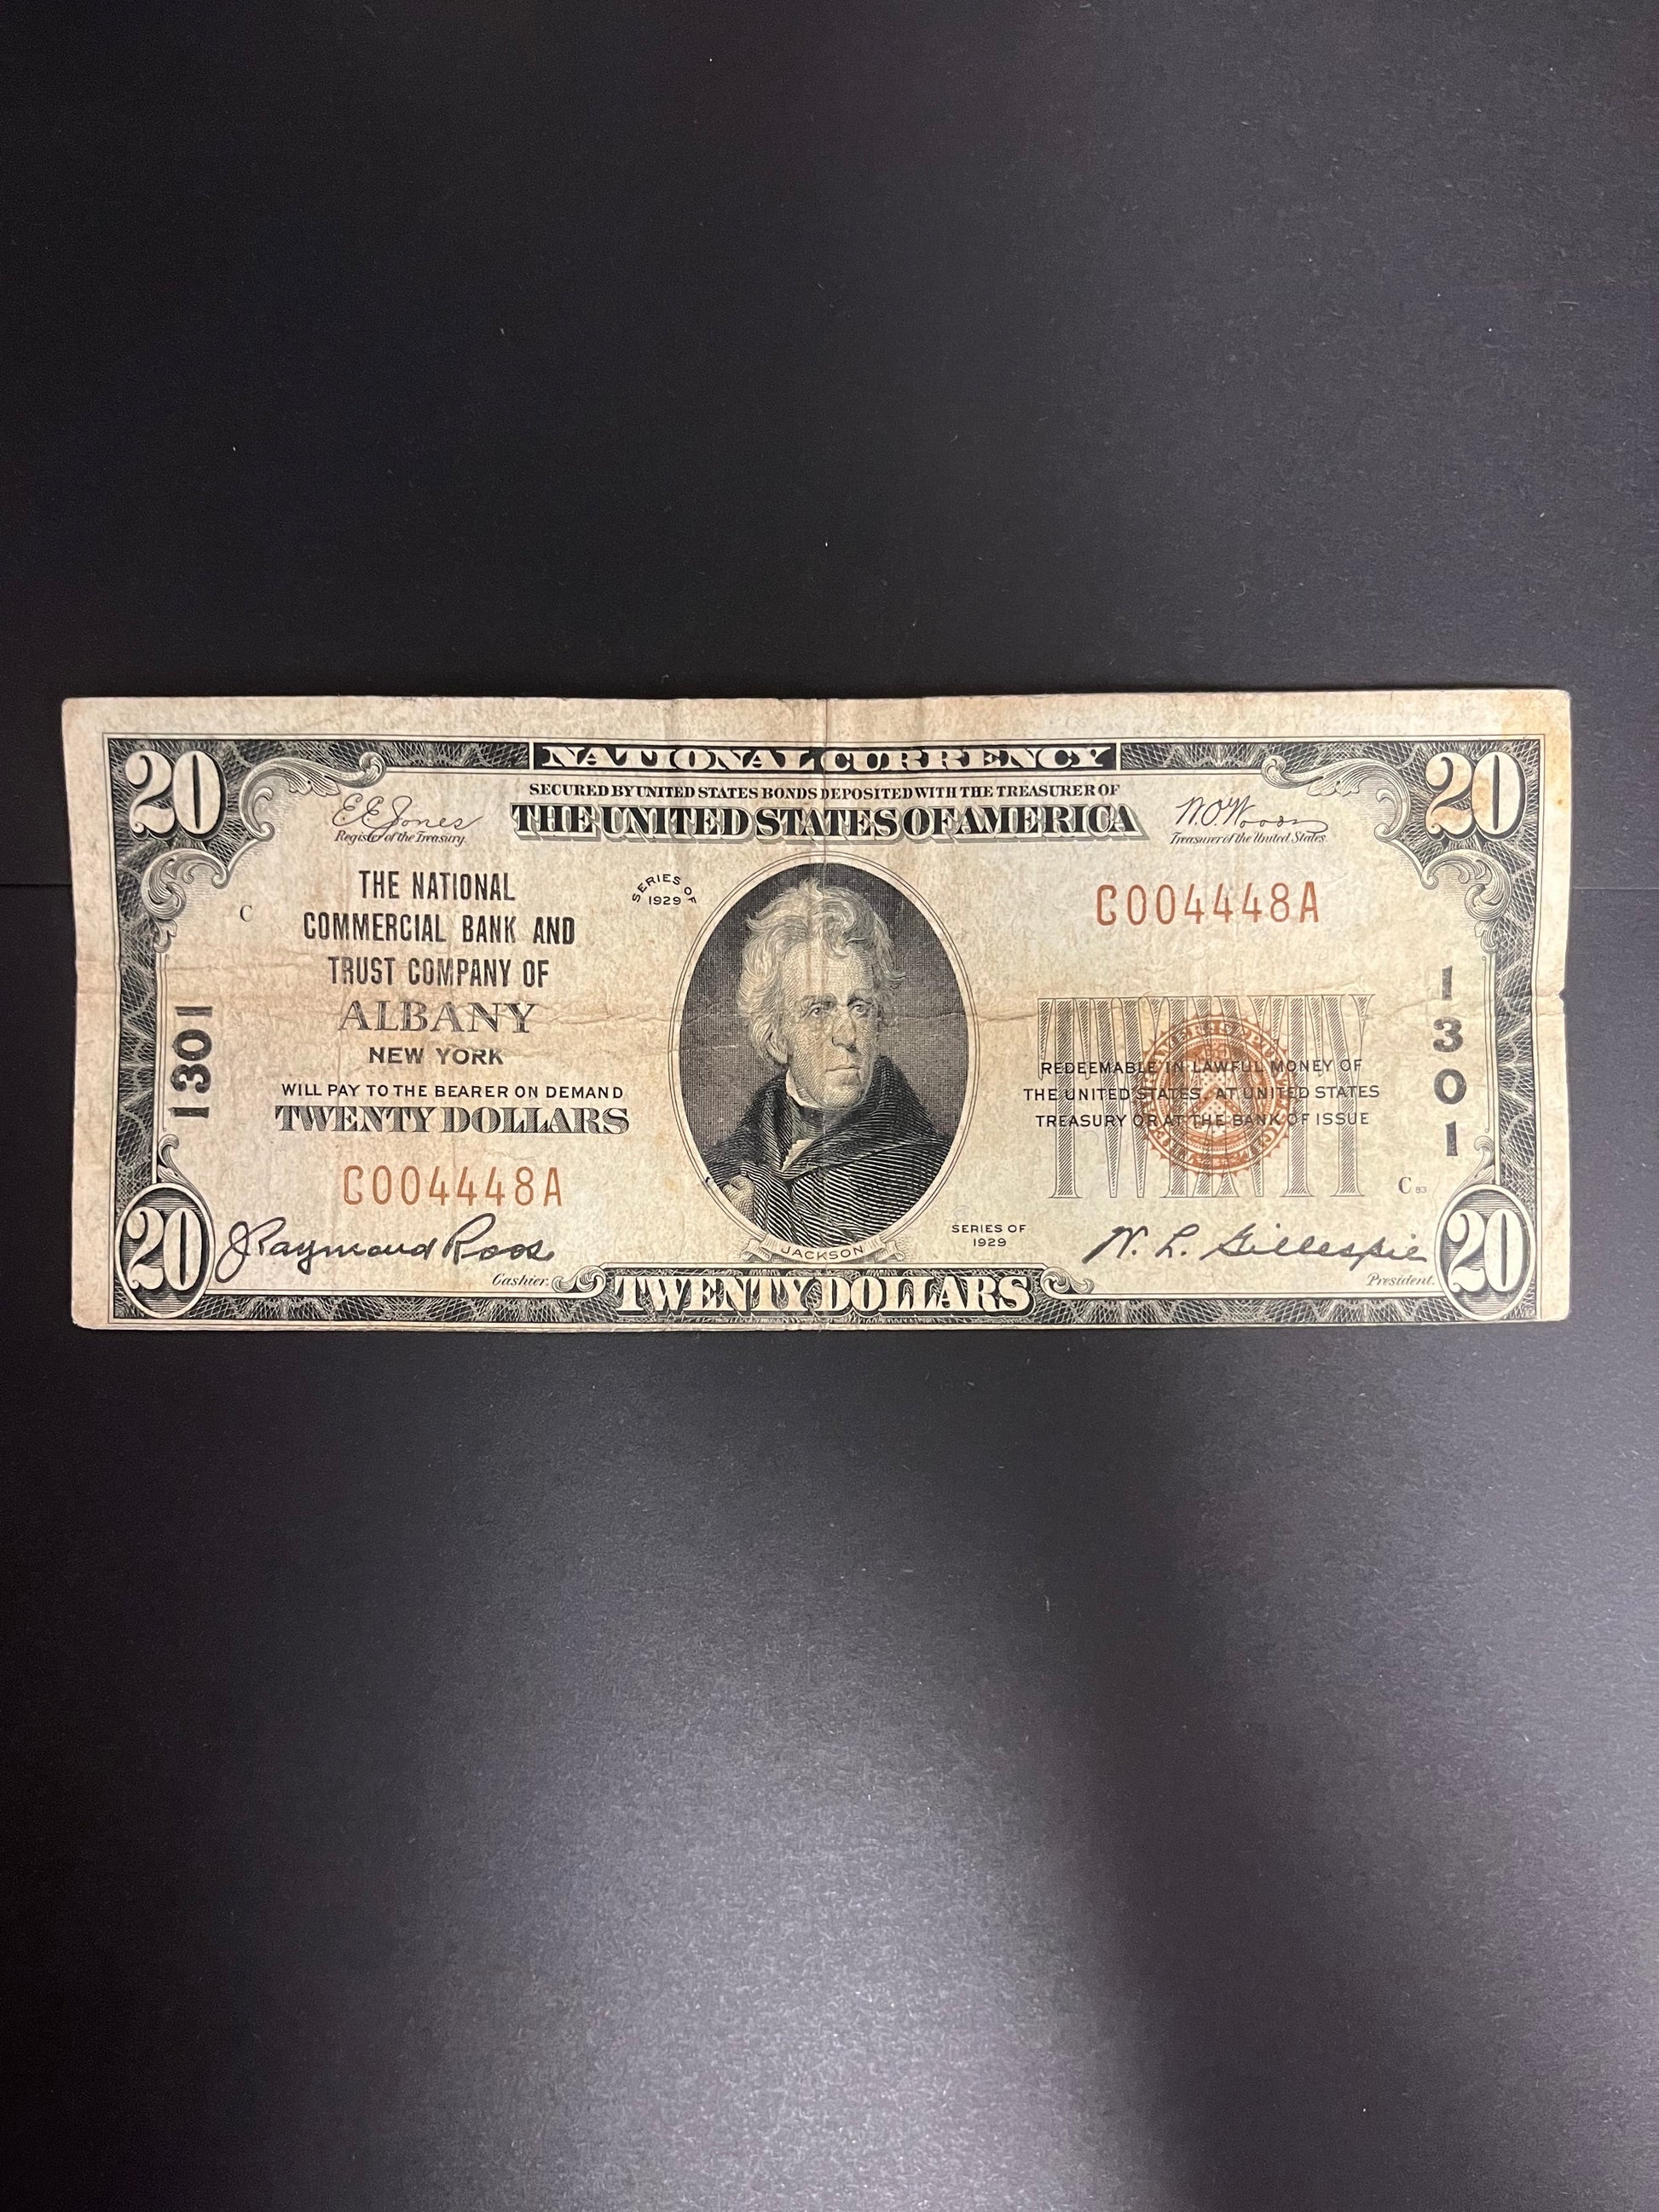 NATIONAL CURRENCY
SECURED BY UNITED STATES BONDS DEPOSITED WITH THE TREASURER OF
THE UNITED STATES OF AMERICA
20
20
E.E. Jones
Register of the Treasury.
W.O. Woods
Treasurer of the United States.
THE NATIONAL
COMMERCIAL BANK AND
TRUST COMPANY OF
ALBANY
NEW YORK
WILL PAY TO THE BEARER ON DEMAND
TWENTY DOLLARS
C004448A
C
1301
SERIES OF
1929
JACKSON
C004448A
1301
TWENTY
REDEEMABLE IN LAWFUL MONEY OF
THE UNITED STATES, AT UNITED STATES
TREASURY OR AT THE BANK OF ISSUE
C 83
SERIES OF
1929
20
J Raymond Roos
Cashier.
W. L. Gillespie
President.
20
TWENTY DOLLARS